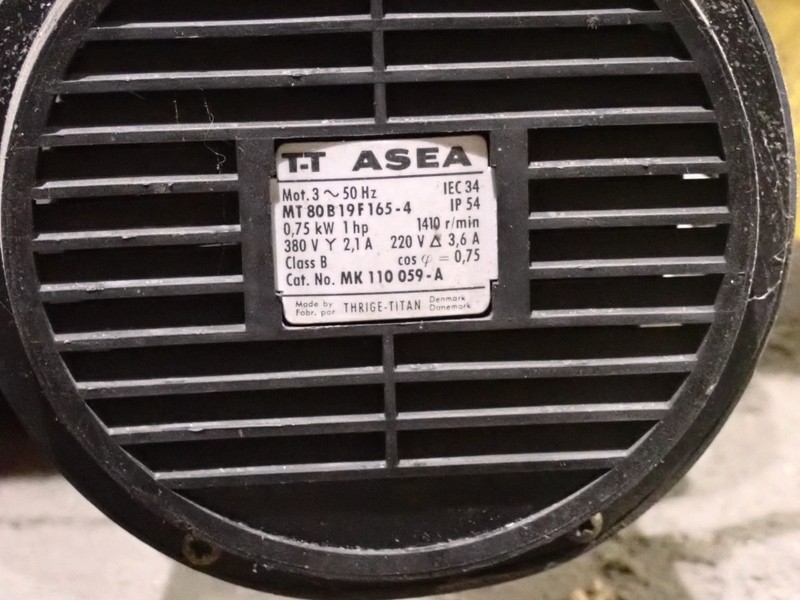 T-T ASEA
Mot. 3 ~ 50 Hz IEC 34
MT 80 B 19 F 165-4 IP 54
0,75 kW 1 hp 1410 r/min
380 V Y 2,1 A 220 V Δ 3,6 A
Class B cos φ = 0,75
Cat. No. MK 110 059-A
Made by THRIGE-TITAN Denmark
Fabr. par Danemark